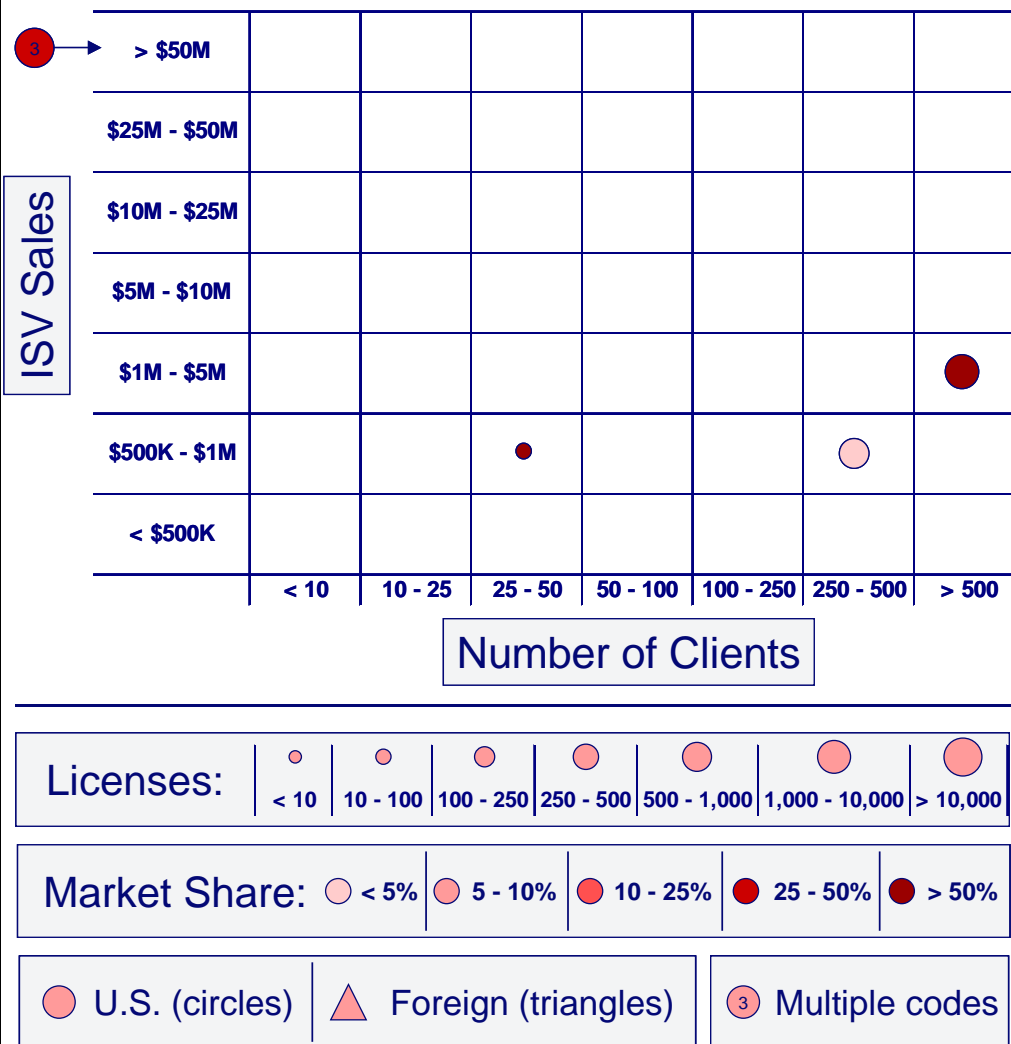 3
> $50M
$25M - $50M
$10M - $25M
ISV Sales
$5M - $10M
$1M - $5M
$500K - $1M
< $500K
< 10 10 - 25 25 - 50 50 - 100 100 - 250 250 - 500 > 500
Number of Clients
Licenses:
< 10 10 - 100 100 - 250 250 - 500 500 - 1,000 1,000 - 10,000 > 10,000
Market Share: < 5% 5 - 10% 10 - 25% 25 - 50% > 50%
U.S. (circles) Foreign (triangles) 3 Multiple codes